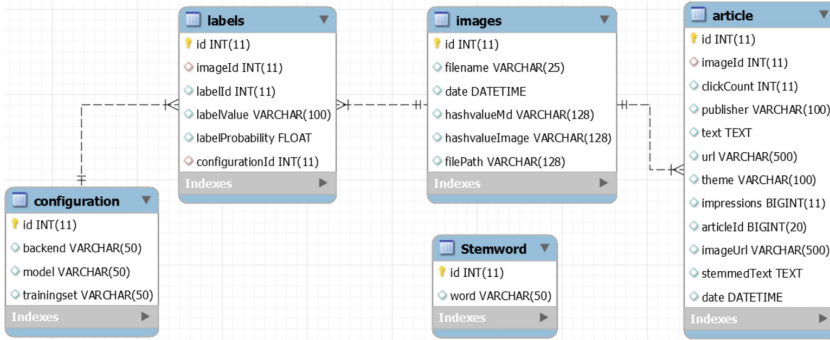 labels
id INT(11)
imageId INT(11)
labelId INT(11)
labelValue VARCHAR(100)
labelProbability FLOAT
configurationId INT(11)
Indexes
images
id INT(11)
filename VARCHAR(25)
date DATETIME
hashvalueMd VARCHAR(128)
hashvalueImage VARCHAR(128)
filePath VARCHAR(128)
Indexes
article
id INT(11)
imageId INT(11)
clickCount INT(11)
publisher VARCHAR(100)
text TEXT
url VARCHAR(500)
theme VARCHAR(100)
impressions BIGINT(11)
articleId BIGINT(20)
imageUrl VARCHAR(500)
stemmedText TEXT
date DATETIME
Indexes
configuration
id INT(11)
backend VARCHAR(50)
model VARCHAR(50)
trainingset VARCHAR(50)
Indexes
Stemword
id INT(11)
word VARCHAR(50)
Indexes